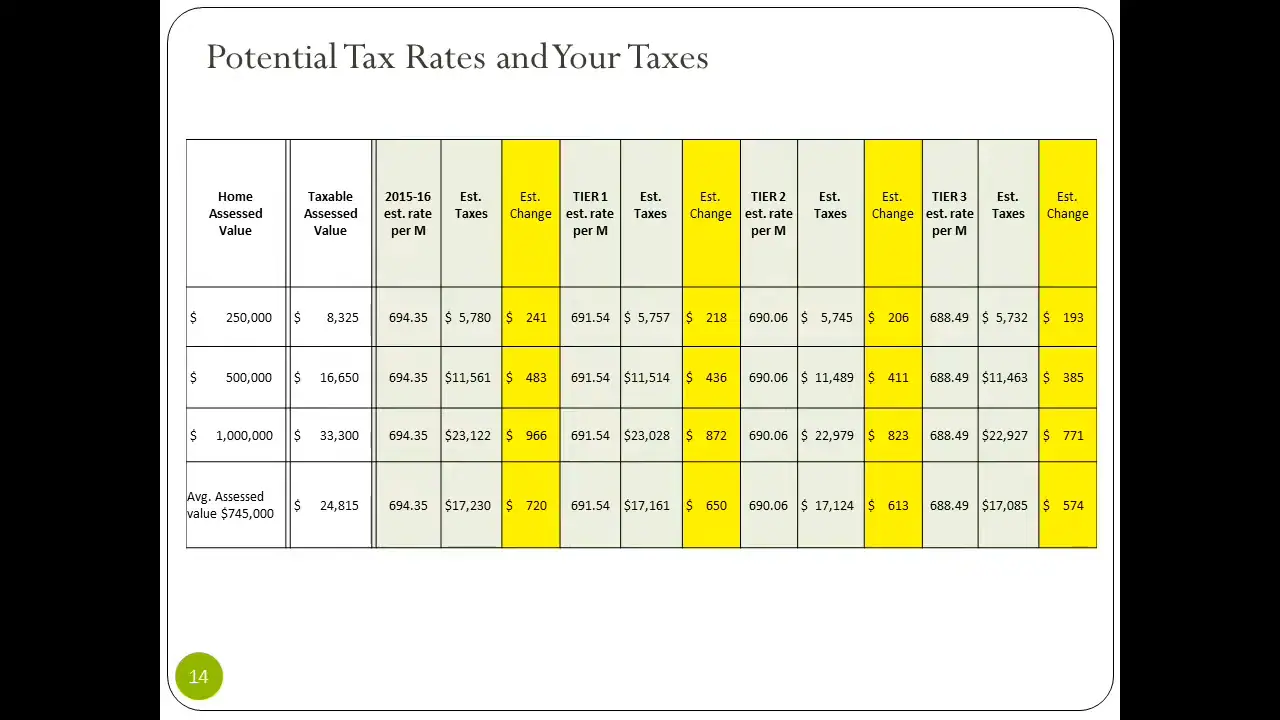 Potential Tax Rates and Your Taxes
Home Assessed Value | Taxable Assessed Value | 2015-16 est. rate per M | Est. Taxes | Est. Change | TIER 1 est. rate per M | Est. Taxes | Est. Change | TIER 2 est. rate per M | Est. Taxes | Est. Change | TIER 3 est. rate per M | Est. Taxes | Est. Change
$ 250,000 | $ 8,325 | 694.35 | $ 5,780 | $ 241 | 691.54 | $ 5,757 | $ 218 | 690.06 | $ 5,745 | $ 206 | 688.49 | $ 5,732 | $ 193
$ 500,000 | $ 16,650 | 694.35 | $11,561 | $ 483 | 691.54 | $11,514 | $ 436 | 690.06 | $ 11,489 | $ 411 | 688.49 | $11,463 | $ 385
$ 1,000,000 | $ 33,300 | 694.35 | $23,122 | $ 966 | 691.54 | $23,028 | $ 872 | 690.06 | $ 22,979 | $ 823 | 688.49 | $22,927 | $ 771
Avg. Assessed value $745,000 | $ 24,815 | 694.35 | $17,230 | $ 720 | 691.54 | $17,161 | $ 650 | 690.06 | $ 17,124 | $ 613 | 688.49 | $17,085 | $ 574
14